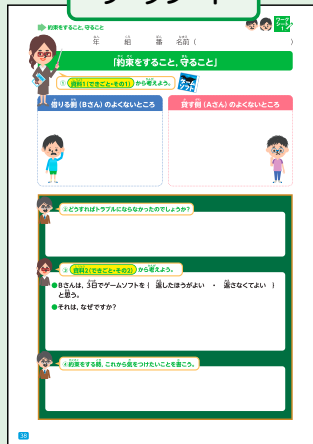 約束をすること，守ること
ワークシート
1
年 組 番 名前（ ）
「約束をすること，守ること」
① 資料1（できごと・その1）から考えよう。
ゲームソフト
借りる側（Bさん）のよくないところ
貸す側（Aさん）のよくないところ
②どうすればトラブルにならなかったのでしょうか？
③ 資料2（できごと・その2）から考えよう。
●Bさんは，3日でゲームソフトを｛ 返したほうがよい ・ 返さなくてよい ｝
と思う。
●それは，なぜですか？
④約束をする時，これから気をつけたいことを書こう。
38